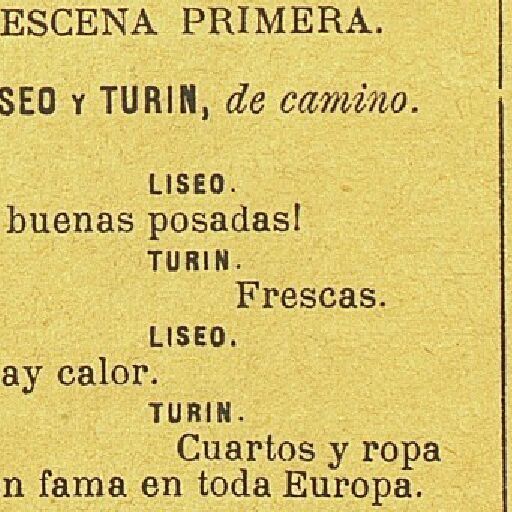 ESCENA PRIMERA.
SEO Y TURIN, de camino.
LISEO.
buenas posadas!
TURIN.
Frescas.
LISEO.
ay calor.
TURIN.
Cuartos y ropa
n fama en toda Europa.